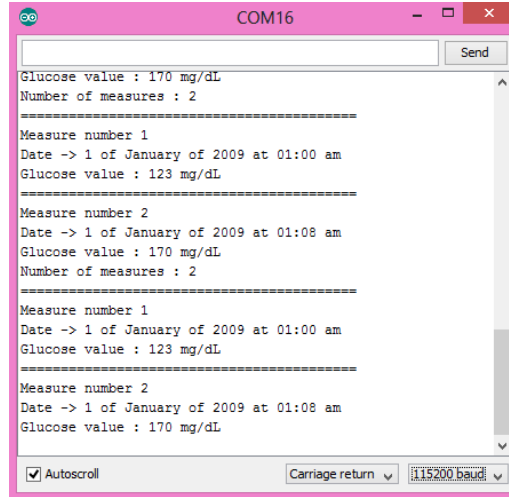 COM16
Send
Glucose value : 170 mg/dL
Number of measures : 2
==========================================
Measure number 1
Date -> 1 of January of 2009 at 01:00 am
Glucose value : 123 mg/dL
==========================================
Measure number 2
Date -> 1 of January of 2009 at 01:08 am
Glucose value : 170 mg/dL
Number of measures : 2
==========================================
Measure number 1
Date -> 1 of January of 2009 at 01:00 am
Glucose value : 123 mg/dL
==========================================
Measure number 2
Date -> 1 of January of 2009 at 01:08 am
Glucose value : 170 mg/dL
Autoscroll Carriage return 115200 baud